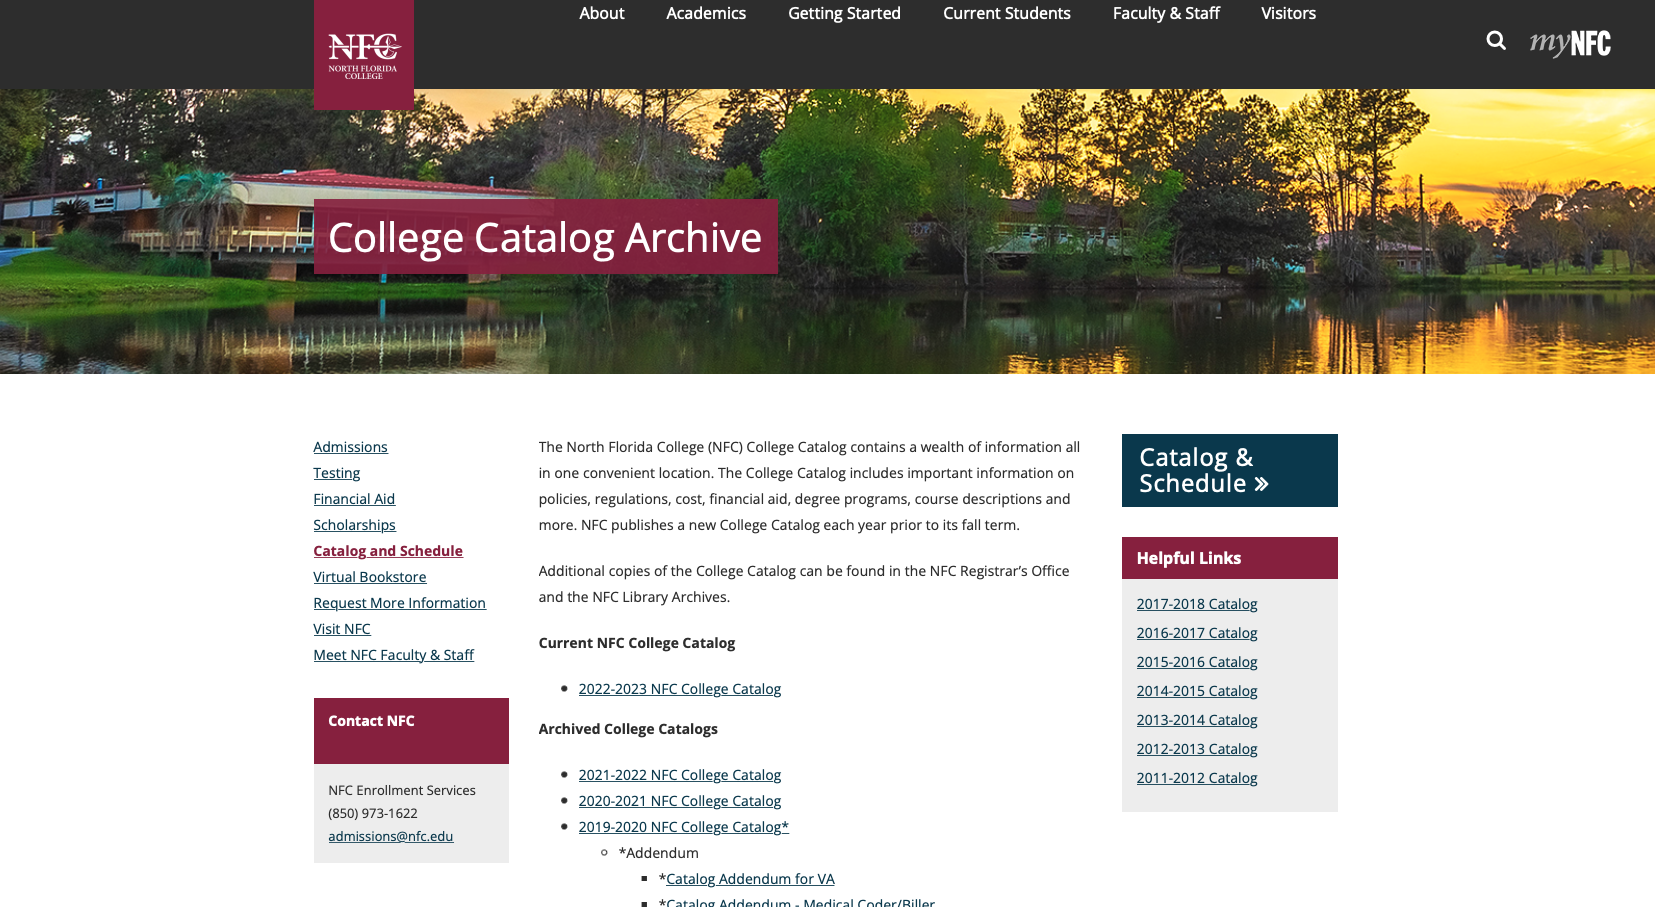 About
Academics
Getting Started
Current Students
Faculty & Staff
Visitors
NFC
NORTH FLORIDA
COLLEGE
myNFC
College Catalog Archive
Admissions
Testing
Financial Aid
Scholarships
Catalog and Schedule
Virtual Bookstore
Request More Information
Visit NFC
Meet NFC Faculty & Staff
Contact NFC
NFC Enrollment Services
(850) 973-1622
admissions@nfc.edu
The North Florida College (NFC) College Catalog contains a wealth of information all
in one convenient location. The College Catalog includes important information on
policies, regulations, cost, financial aid, degree programs, course descriptions and
more. NFC publishes a new College Catalog each year prior to its fall term.
Additional copies of the College Catalog can be found in the NFC Registrar’s Office
and the NFC Library Archives.
Current NFC College Catalog
2022-2023 NFC College Catalog
Archived College Catalogs
2021-2022 NFC College Catalog
2020-2021 NFC College Catalog
2019-2020 NFC College Catalog*
*Addendum
*Catalog Addendum for VA
*Catalog Addendum - Medical Coder/Biller
Catalog &
Schedule »
Helpful Links
2017-2018 Catalog
2016-2017 Catalog
2015-2016 Catalog
2014-2015 Catalog
2013-2014 Catalog
2012-2013 Catalog
2011-2012 Catalog